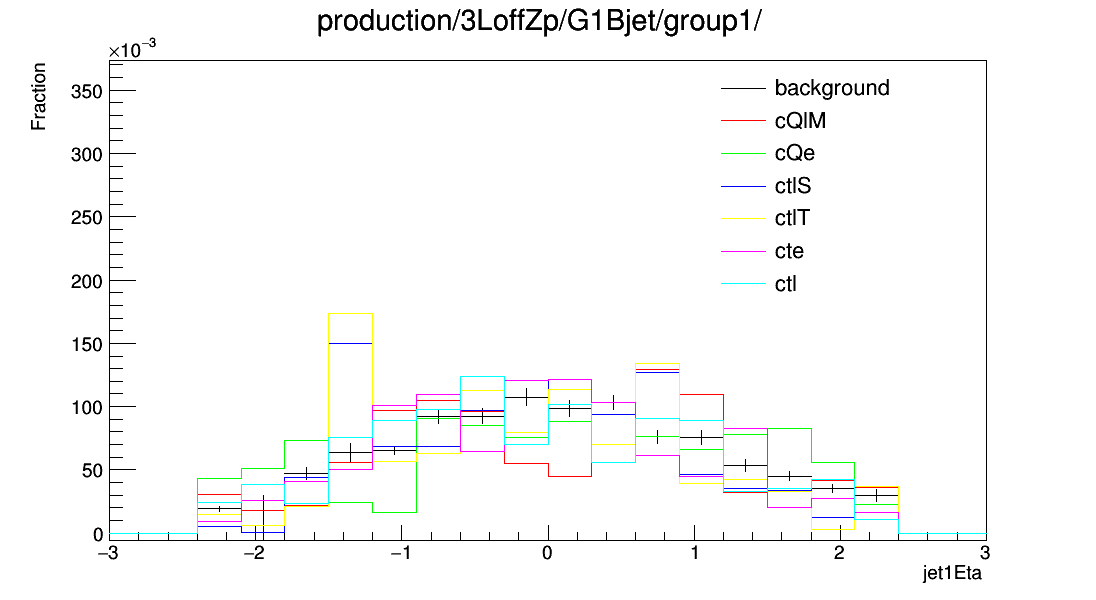 production/3LoffZp/G1Bjet/group1/
×10⁻³
Fraction
350
300
250
200
150
100
50
0
background
cQlM
cQe
ctlS
ctlT
cte
ctl
−3 −2 −1 0 1 2 3
jet1Eta